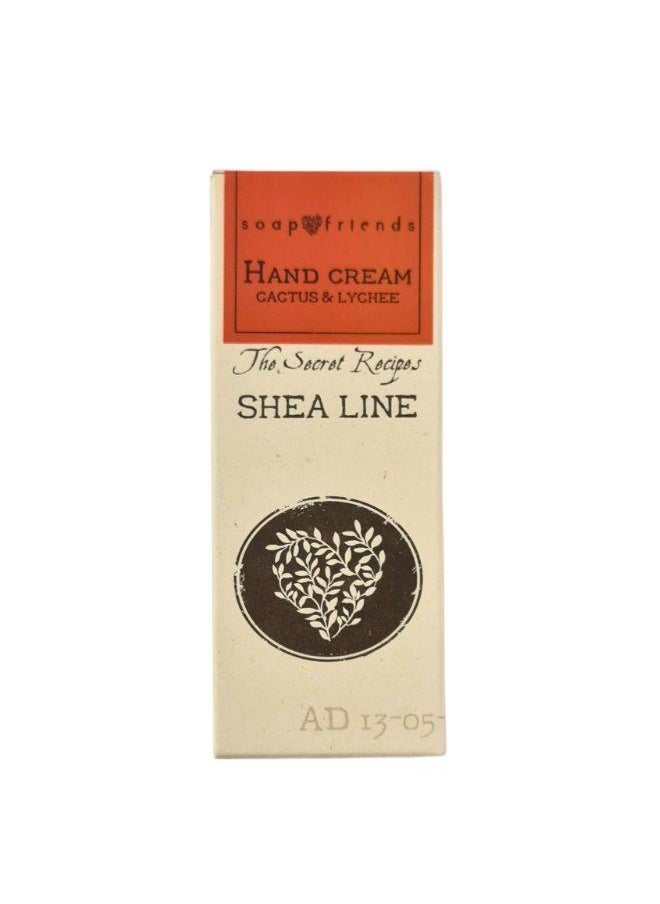 soap friends
HAND CREAM
CACTUS & LYCHEE
The Secret Recipes
SHEA LINE
AD 13-05-